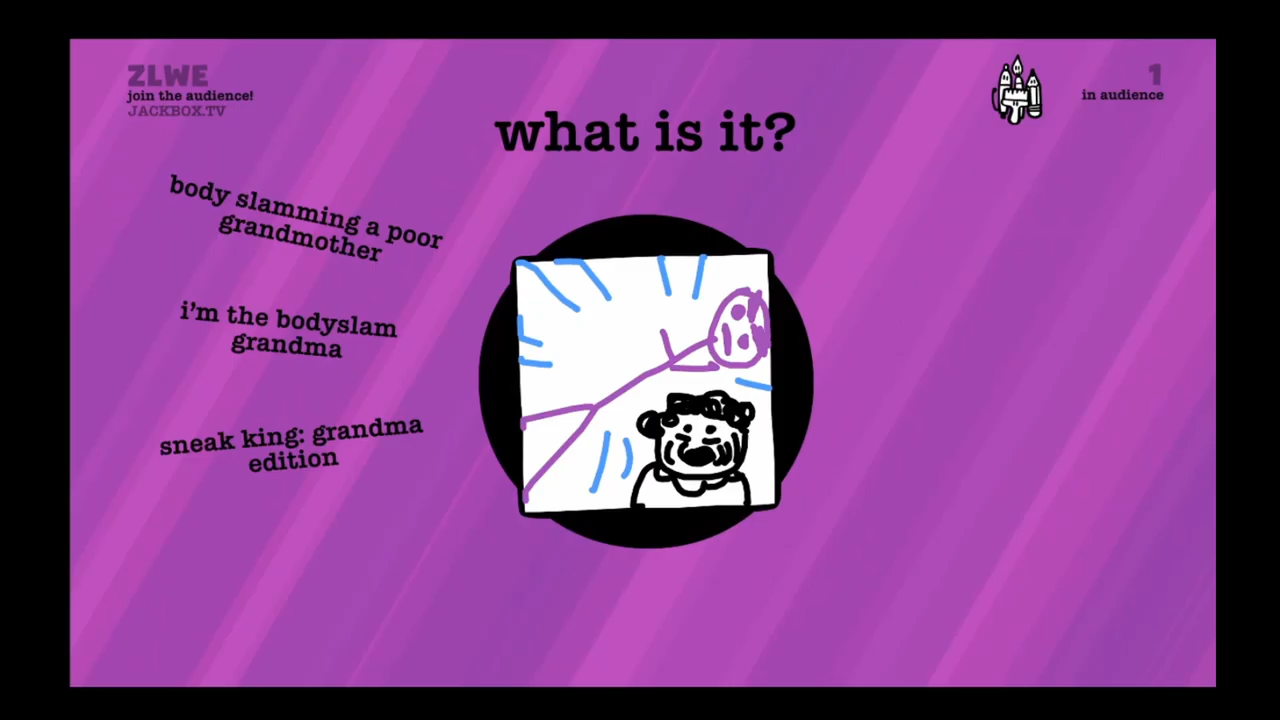 ZLWE
join the audience!
JACKBOX.TV
1
in audience
what is it?
body slamming a poor
grandmother
i'm the bodyslam
grandma
sneak king: grandma
edition